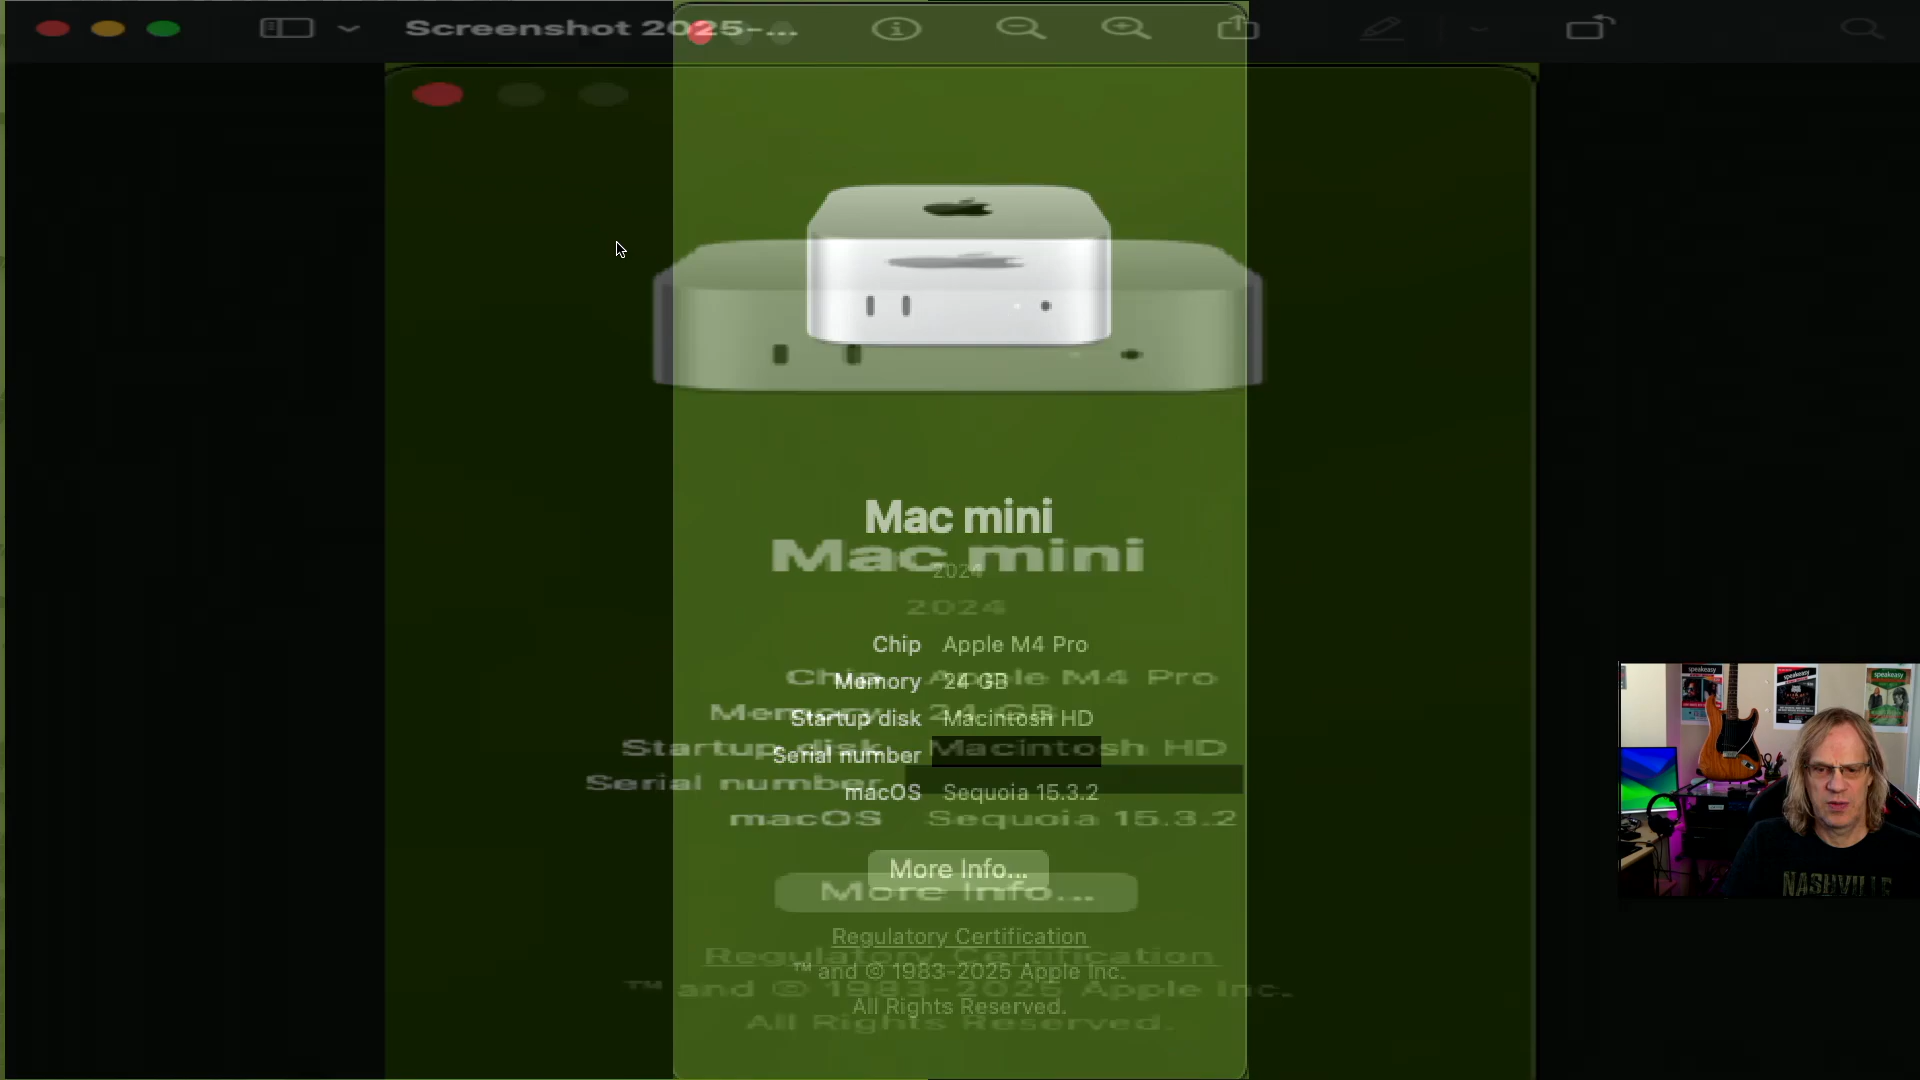 Screenshot 2025-...
Mac mini
Mac mini
2024
2024
Chip Apple M4 Pro
Chip Apple M4 Pro
Memory 24 GB
Memory 24 GB
Startup disk Macintosh HD
Startup disk Macintosh HD
Serial number
Serial number
macOS Sequoia 15.3.2
macOS Sequoia 15.3.2
More Info...
More Info...
Regulatory Certification
Regulatory Certification
™ and © 1983-2025 Apple Inc.
™ and © 1983-2025 Apple Inc.
All Rights Reserved.
All Rights Reserved.
speakeasy
speakeasy
speakeasy
NASHVILLE